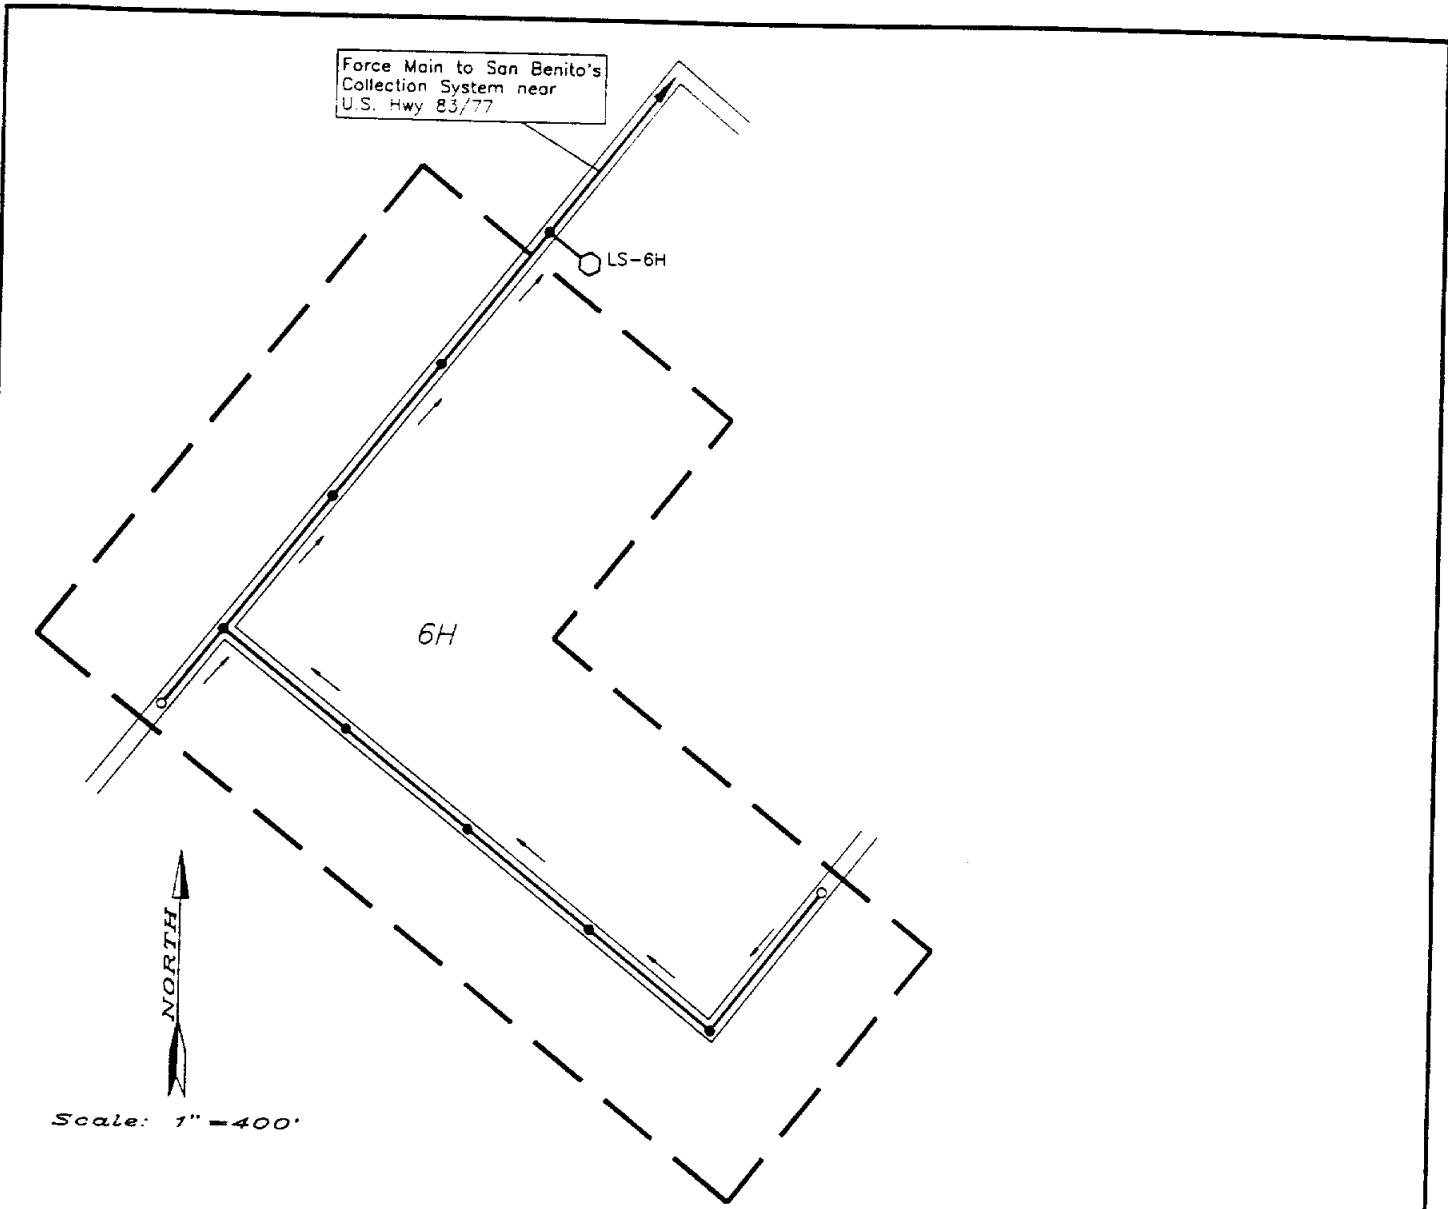 Force Main to San Benito's
Collection System near
U.S. Hwy 83/77
LS-6H
6H
NORTH
Scale: 1"=400'